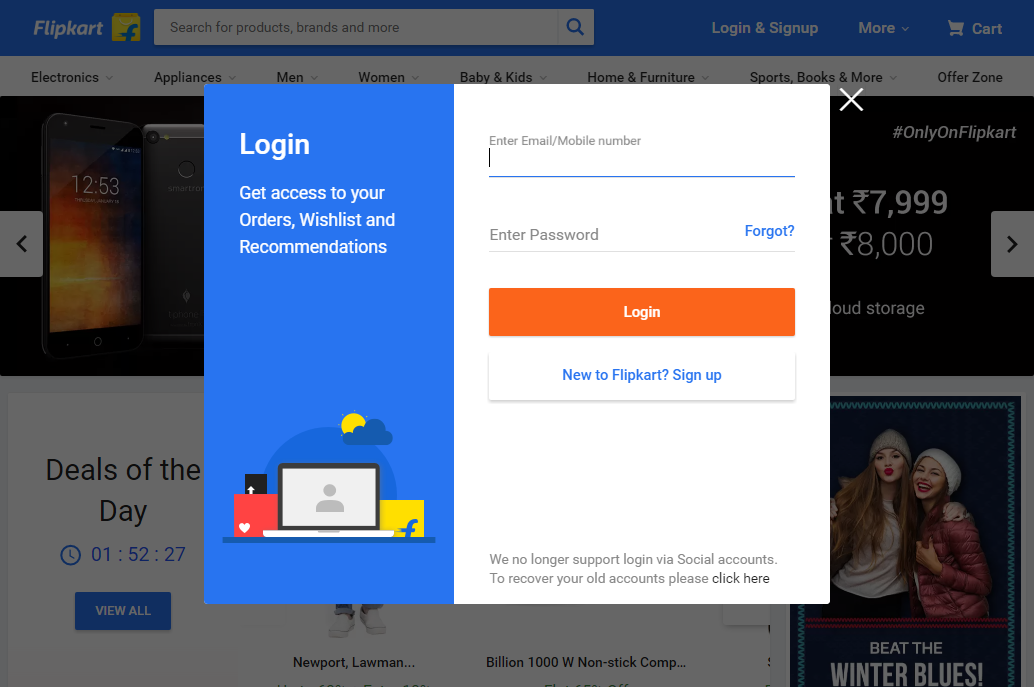 Flipkart
Search for products, brands and more
Login & Signup
More
Cart
Electronics
Appliances
Men
Women
Baby & Kids
Home & Furniture
Sports, Books & More
Offer Zone
#OnlyOnFlipkart
12:53
₹7,999
₹8,000
storage
Login
Get access to your
Orders, Wishlist and
Recommendations
Enter Email/Mobile number
Enter Password
Forgot?
Login
New to Flipkart? Sign up
We no longer support login via Social accounts.
To recover your old accounts please click here
Deals of the
Day
01 : 52 : 27
VIEW ALL
Newport, Lawman...
Billion 1000 W Non-stick Comp...
BEAT THE
WINTER BLUES!